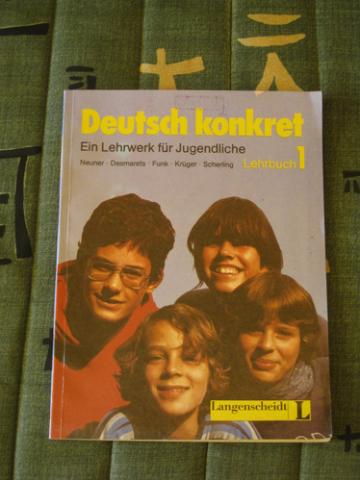 Deutsch konkret
Ein Lehrwerk für Jugendliche
Neuner · Desmarets · Funk · Krüger · Scherling
Lehrbuch 1
Langenscheidt L